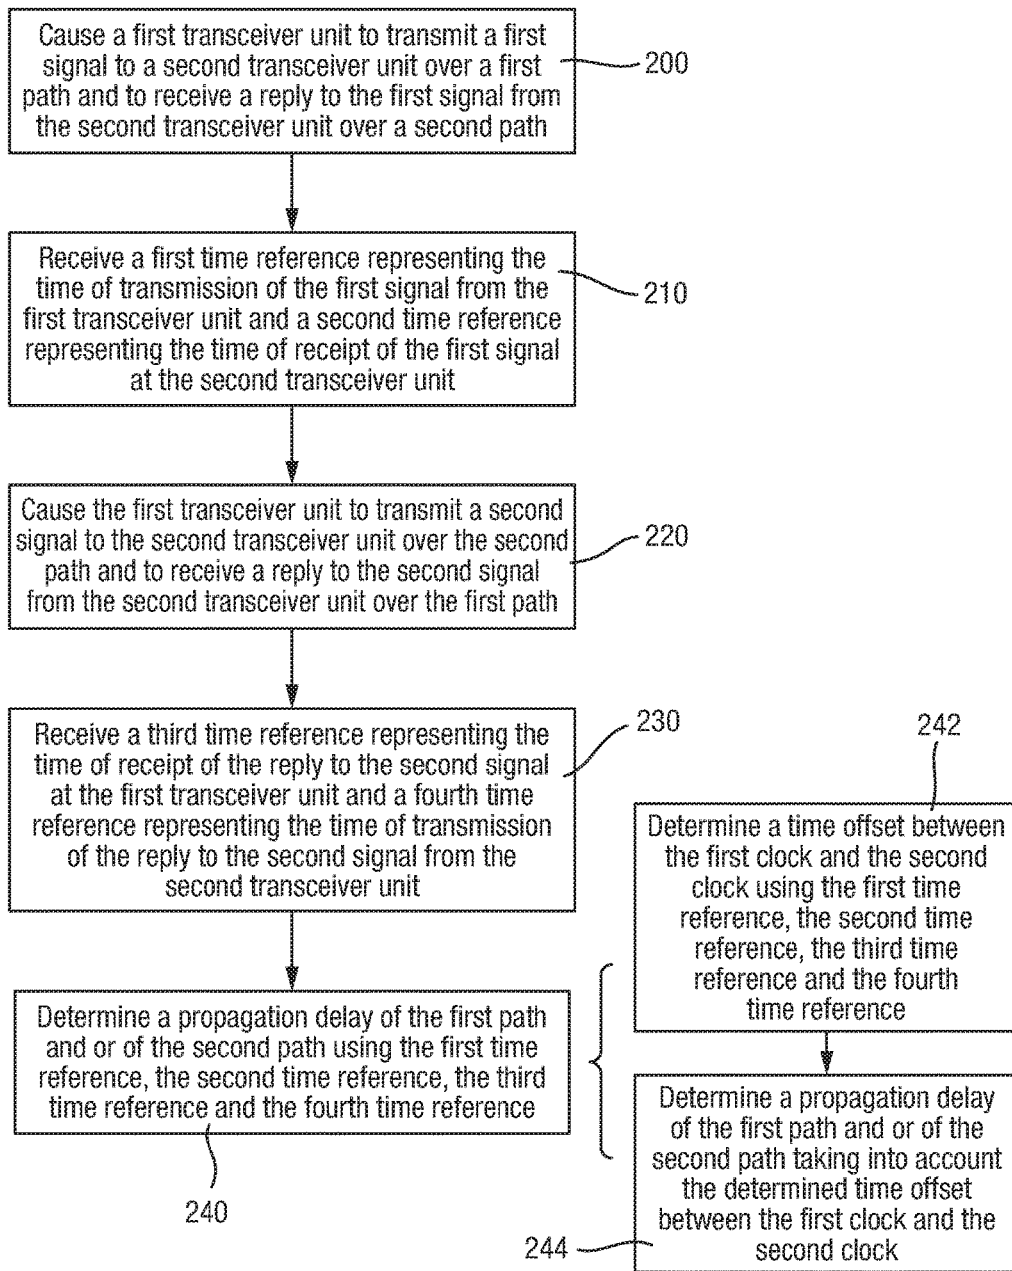 Cause a first transceiver unit to transmit a first
signal to a second transceiver unit over a first
path and to receive a reply to the first signal from
the second transceiver unit over a second path
200
Receive a first time reference representing the
time of transmission of the first signal from the
first transceiver unit and a second time reference
representing the time of receipt of the first signal
at the second transceiver unit
210
Cause the first transceiver unit to transmit a second
signal to the second transceiver unit over the second
path and to receive a reply to the second signal
from the second transceiver unit over the first path
220
Receive a third time reference representing the
time of receipt of the reply to the second signal
at the first transceiver unit and a fourth time
reference representing the time of transmission
of the reply to the second signal from the
second transceiver unit
230
Determine a propagation delay of the first path
and or of the second path using the first time
reference, the second time reference, the third
time reference and the fourth time reference
240
242
Determine a time offset between
the first clock and the second
clock using the first time
reference, the second time
reference, the third time
reference and the fourth
time reference
Determine a propagation delay
of the first path and or of the
second path taking into account
the determined time offset
between the first clock and the
second clock
244